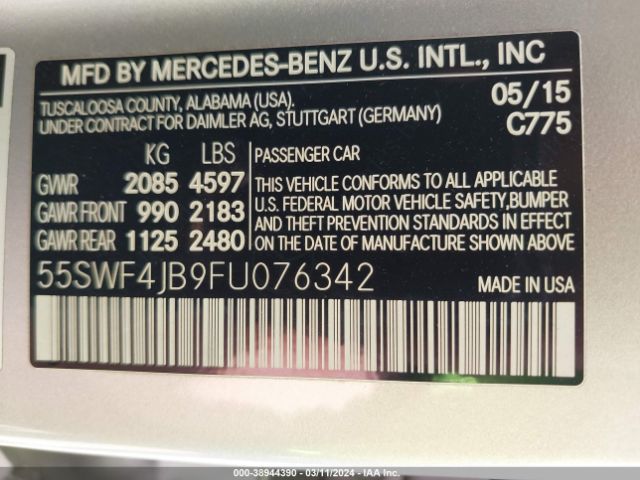 MFD BY MERCEDES-BENZ U.S. INTL., INC
TUSCALOOSA COUNTY, ALABAMA (USA). 05/15
UNDER CONTRACT FOR DAIMLER AG, STUTTGART (GERMANY) C775
KG LBS PASSENGER CAR
GVWR 2085 4597
GAWR FRONT 990 2183
GAWR REAR 1125 2480
THIS VEHICLE CONFORMS TO ALL APPLICABLE
U.S. FEDERAL MOTOR VEHICLE SAFETY,BUMPER
AND THEFT PREVENTION STANDARDS IN EFFECT
ON THE DATE OF MANUFACTURE SHOWN ABOVE.
55SWF4JB9FU076342
MADE IN USA
000-38944390 - 03/11/2024 - IAA Inc.